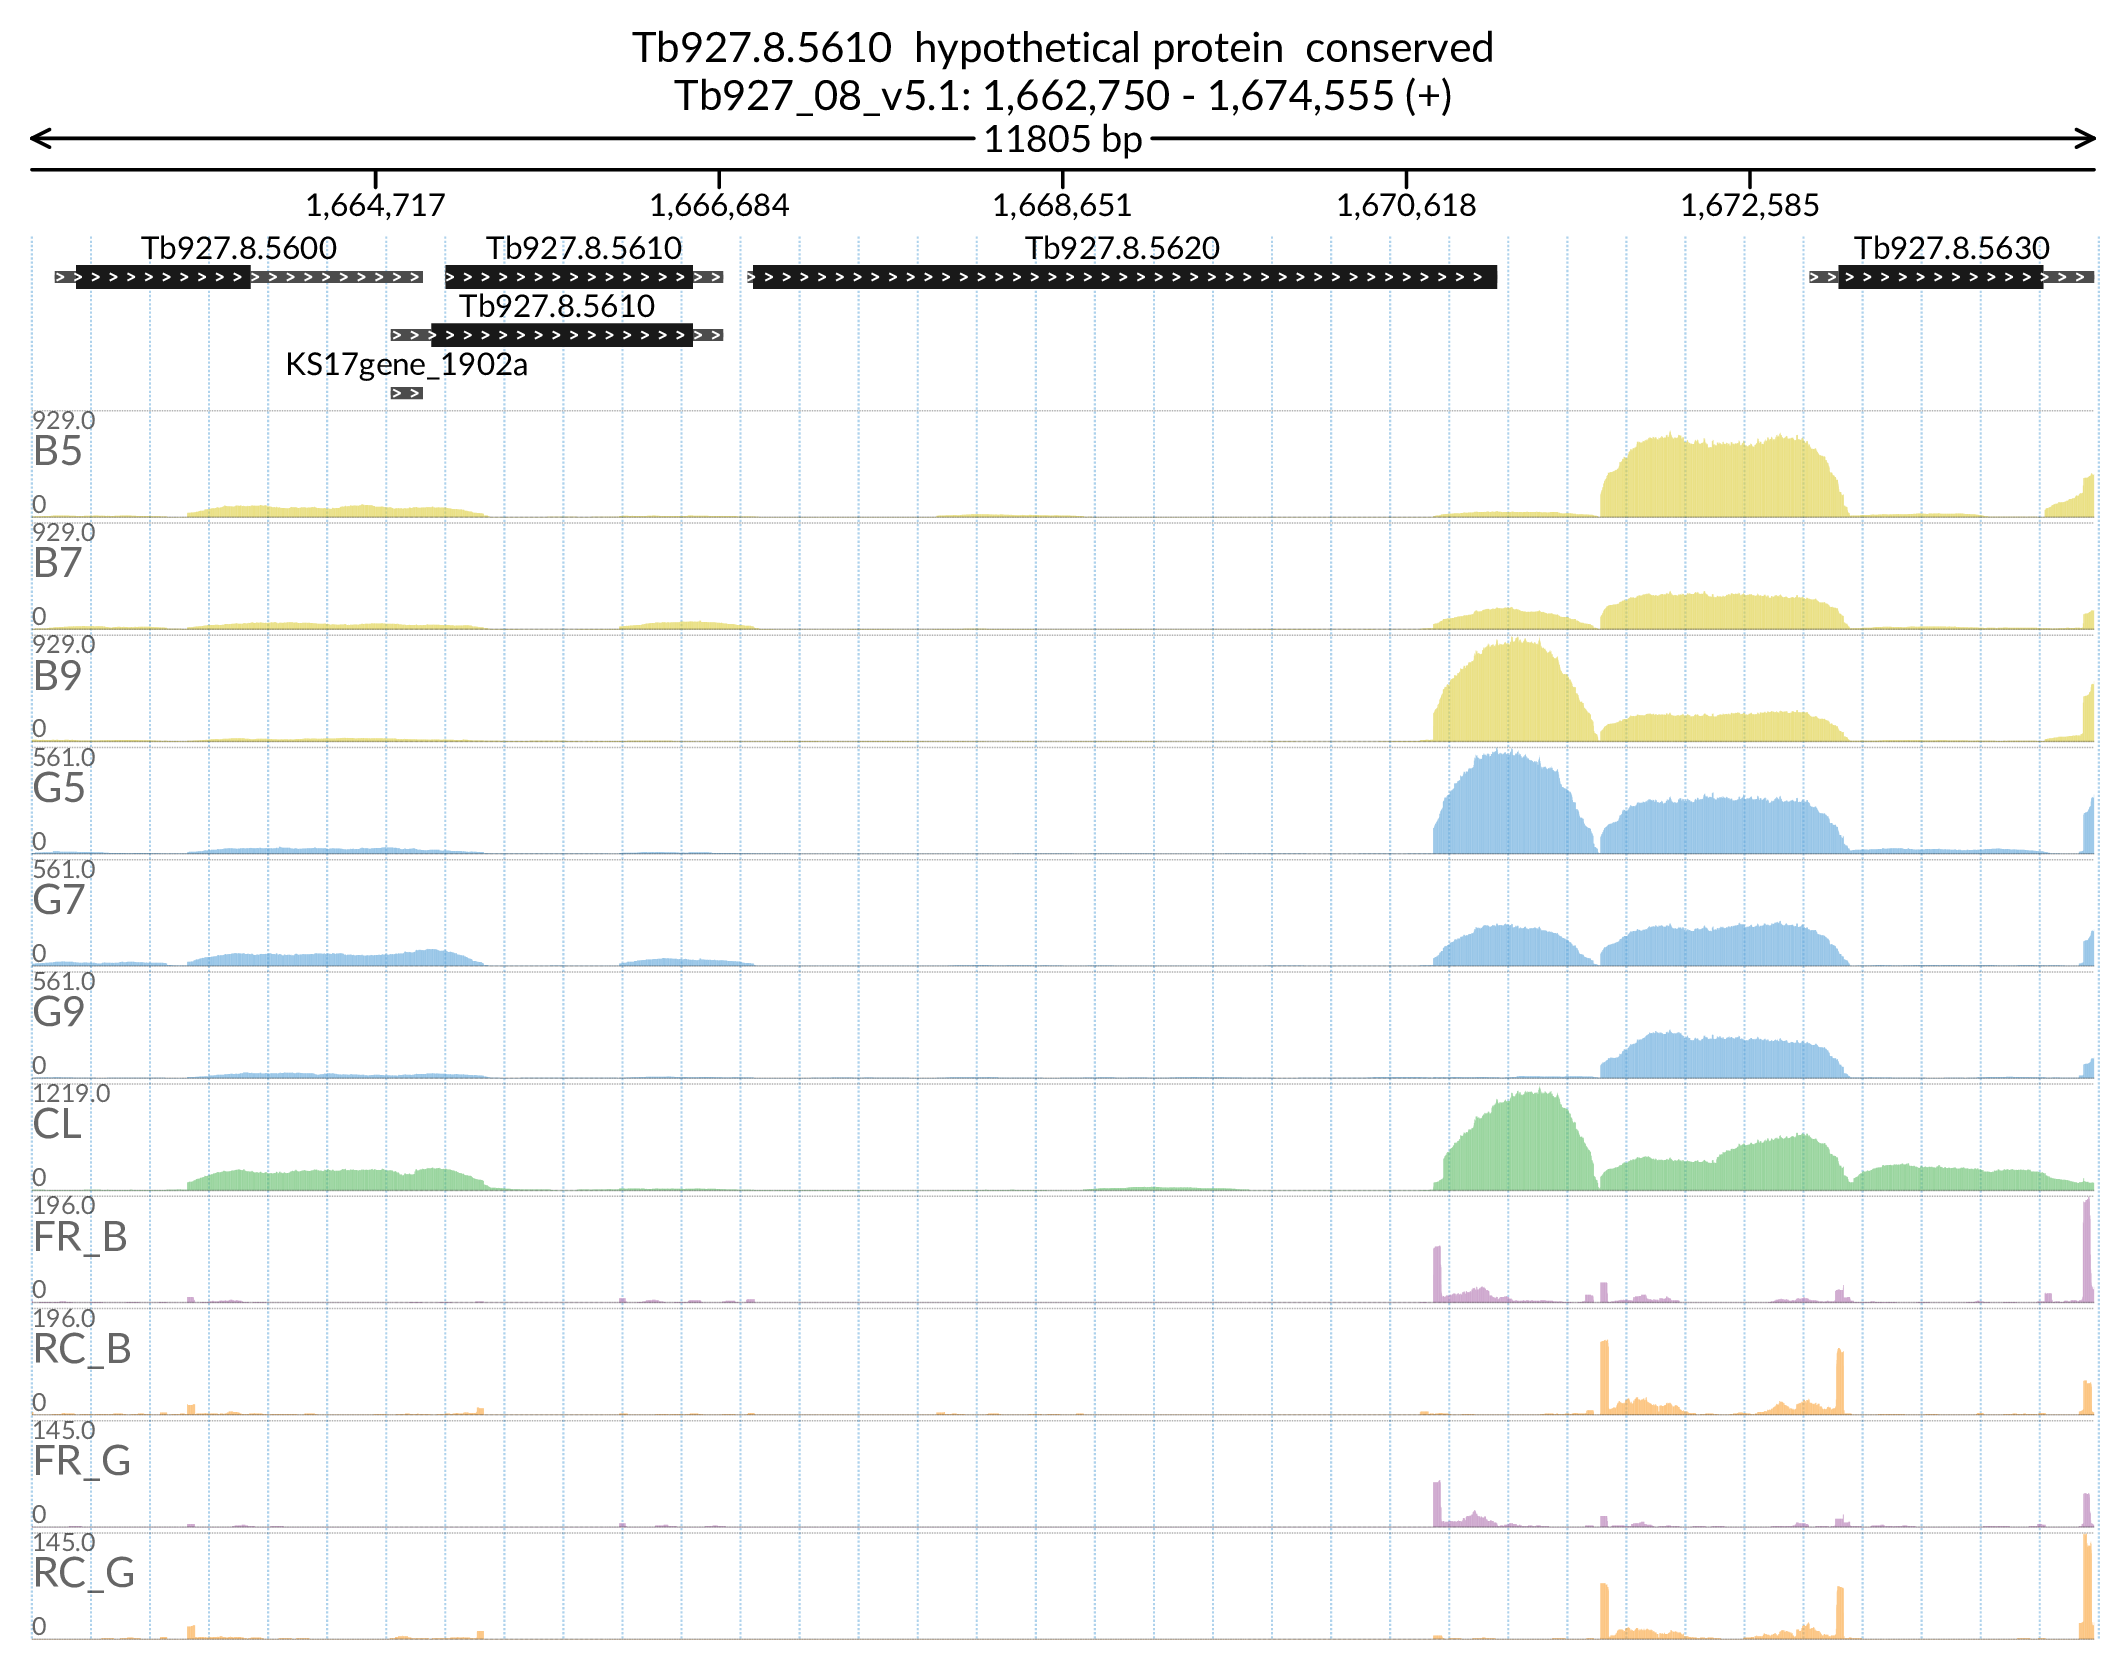 Tb927.8.5610  hypothetical protein  conserved
Tb927_08_v5.1: 1,662,750 - 1,674,555 (+)
11805 bp
1,664,717 1,666,684 1,668,651 1,670,618 1,672,585
Tb927.8.5600 Tb927.8.5610 Tb927.8.5620 Tb927.8.5630
Tb927.8.5610
KS17gene_1902a
929.0
B5
0
929.0
B7
0
929.0
B9
0
561.0
G5
0
561.0
G7
0
561.0
G9
0
1219.0
CL
0
196.0
FR_B
0
196.0
RC_B
0
145.0
FR_G
0
145.0
RC_G
0